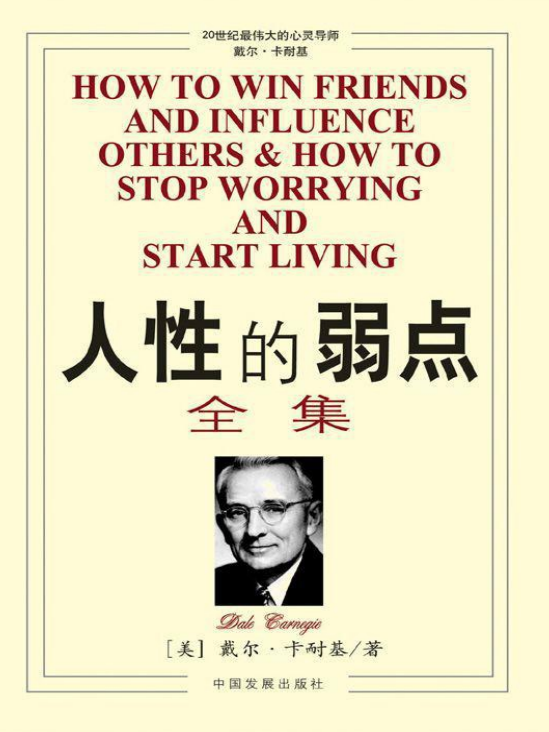 20世纪最伟大的心灵导师
戴尔·卡耐基
HOW TO WIN FRIENDS
AND INFLUENCE
OTHERS & HOW TO
STOP WORRYING
AND
START LIVING
人性的弱点
全集
Dale Carnegie
[美] 戴尔·卡耐基/著
中国发展出版社